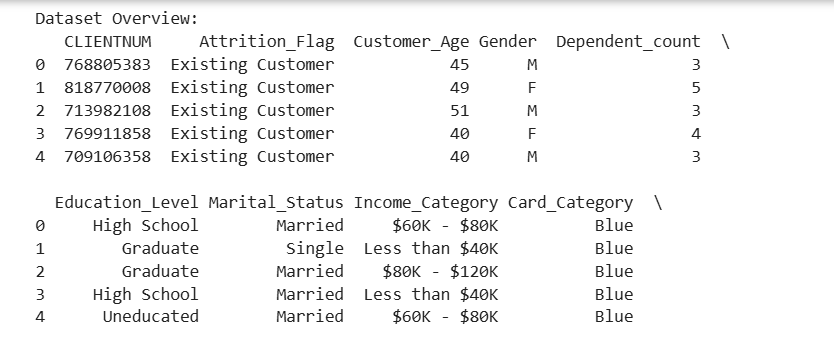 Dataset Overview:
CLIENTNUM Attrition_Flag Customer_Age Gender Dependent_count \
0 768805383 Existing Customer 45 M 3
1 818770008 Existing Customer 49 F 5
2 713982108 Existing Customer 51 M 3
3 769911858 Existing Customer 40 F 4
4 709106358 Existing Customer 40 M 3
Education_Level Marital_Status Income_Category Card_Category \
0 High School Married $60K - $80K Blue
1 Graduate Single Less than $40K Blue
2 Graduate Married $80K - $120K Blue
3 High School Married Less than $40K Blue
4 Uneducated Married $60K - $80K Blue